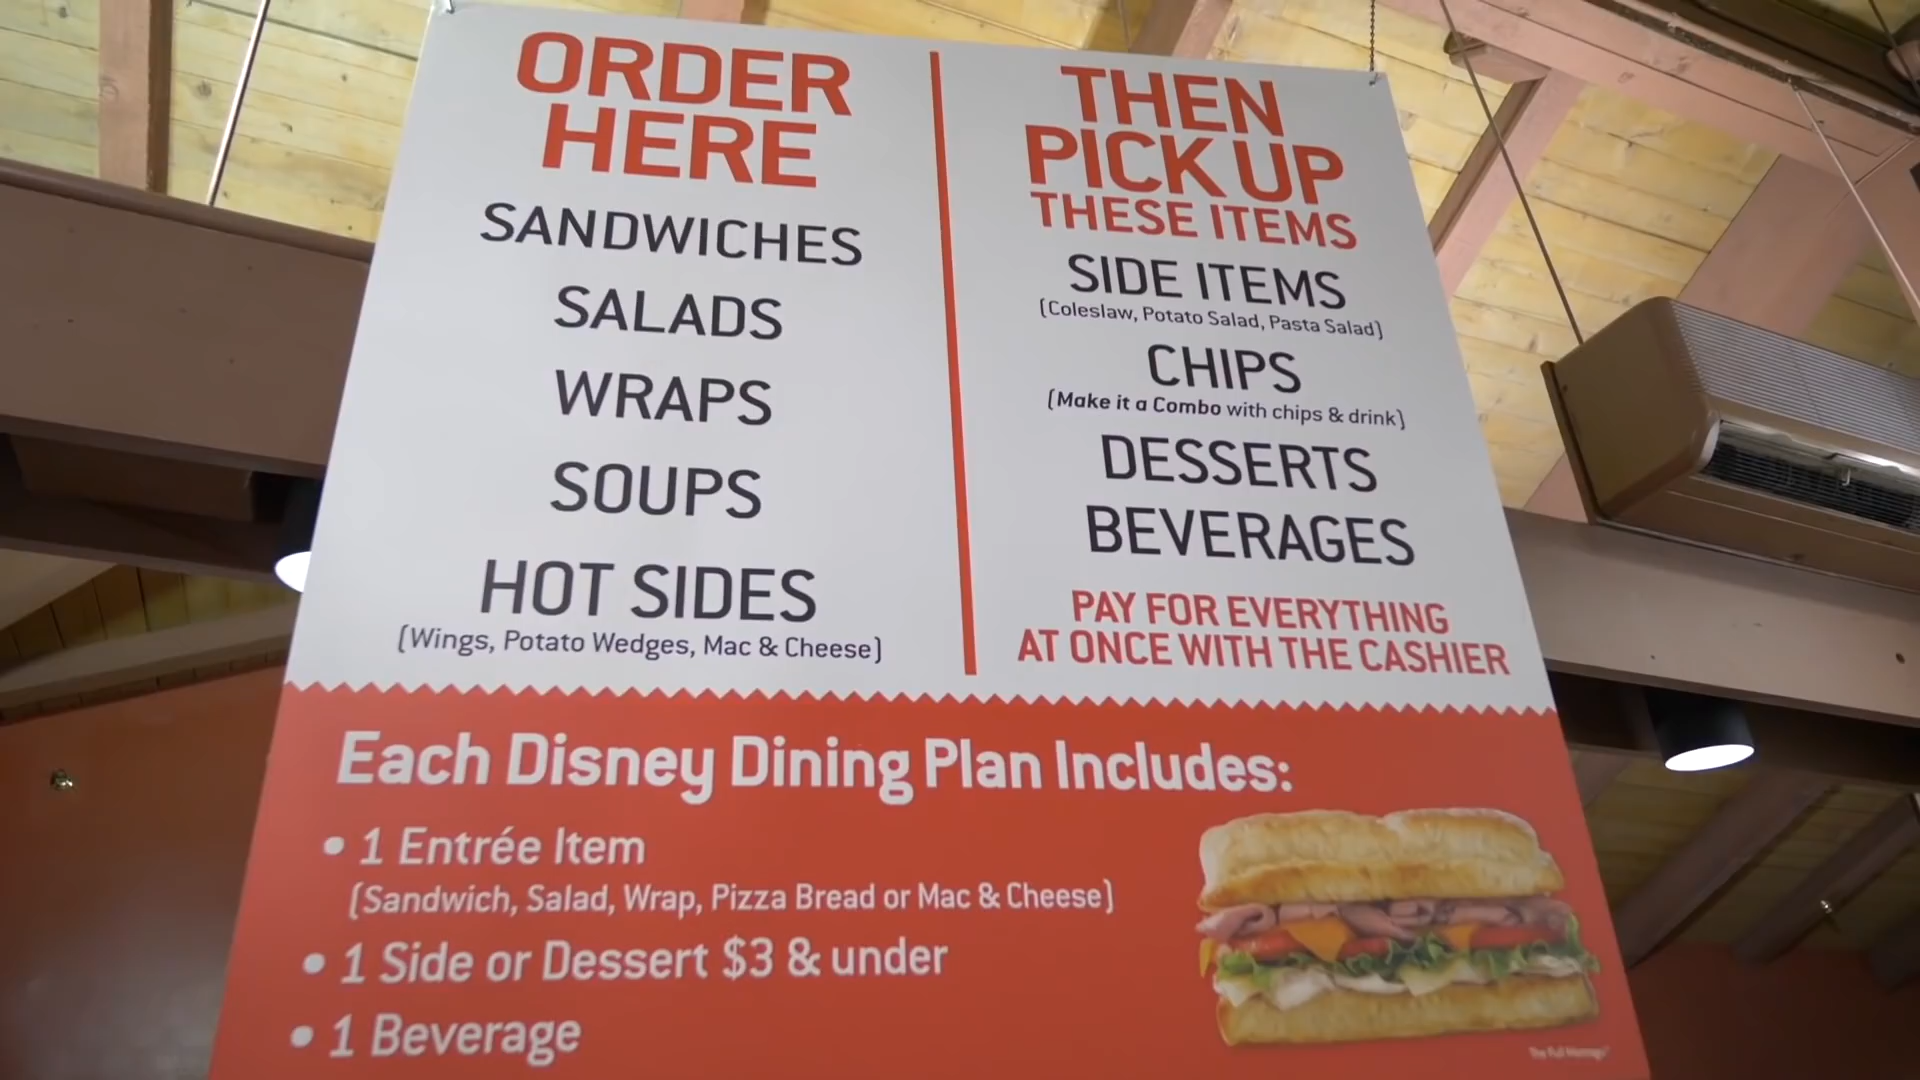 ORDER
HERE
SANDWICHES
SALADS
WRAPS
SOUPS
HOT SIDES
(Wings, Potato Wedges, Mac & Cheese)
THEN
PICK UP
THESE ITEMS
SIDE ITEMS
(Coleslaw, Potato Salad, Pasta Salad)
CHIPS
(Make it a Combo with chips & drink)
DESSERTS
BEVERAGES
PAY FOR EVERYTHING
AT ONCE WITH THE CASHIER
Each Disney Dining Plan Includes:
• 1 Entrée Item
(Sandwich, Salad, Wrap, Pizza Bread or Mac & Cheese)
• 1 Side or Dessert $3 & under
• 1 Beverage